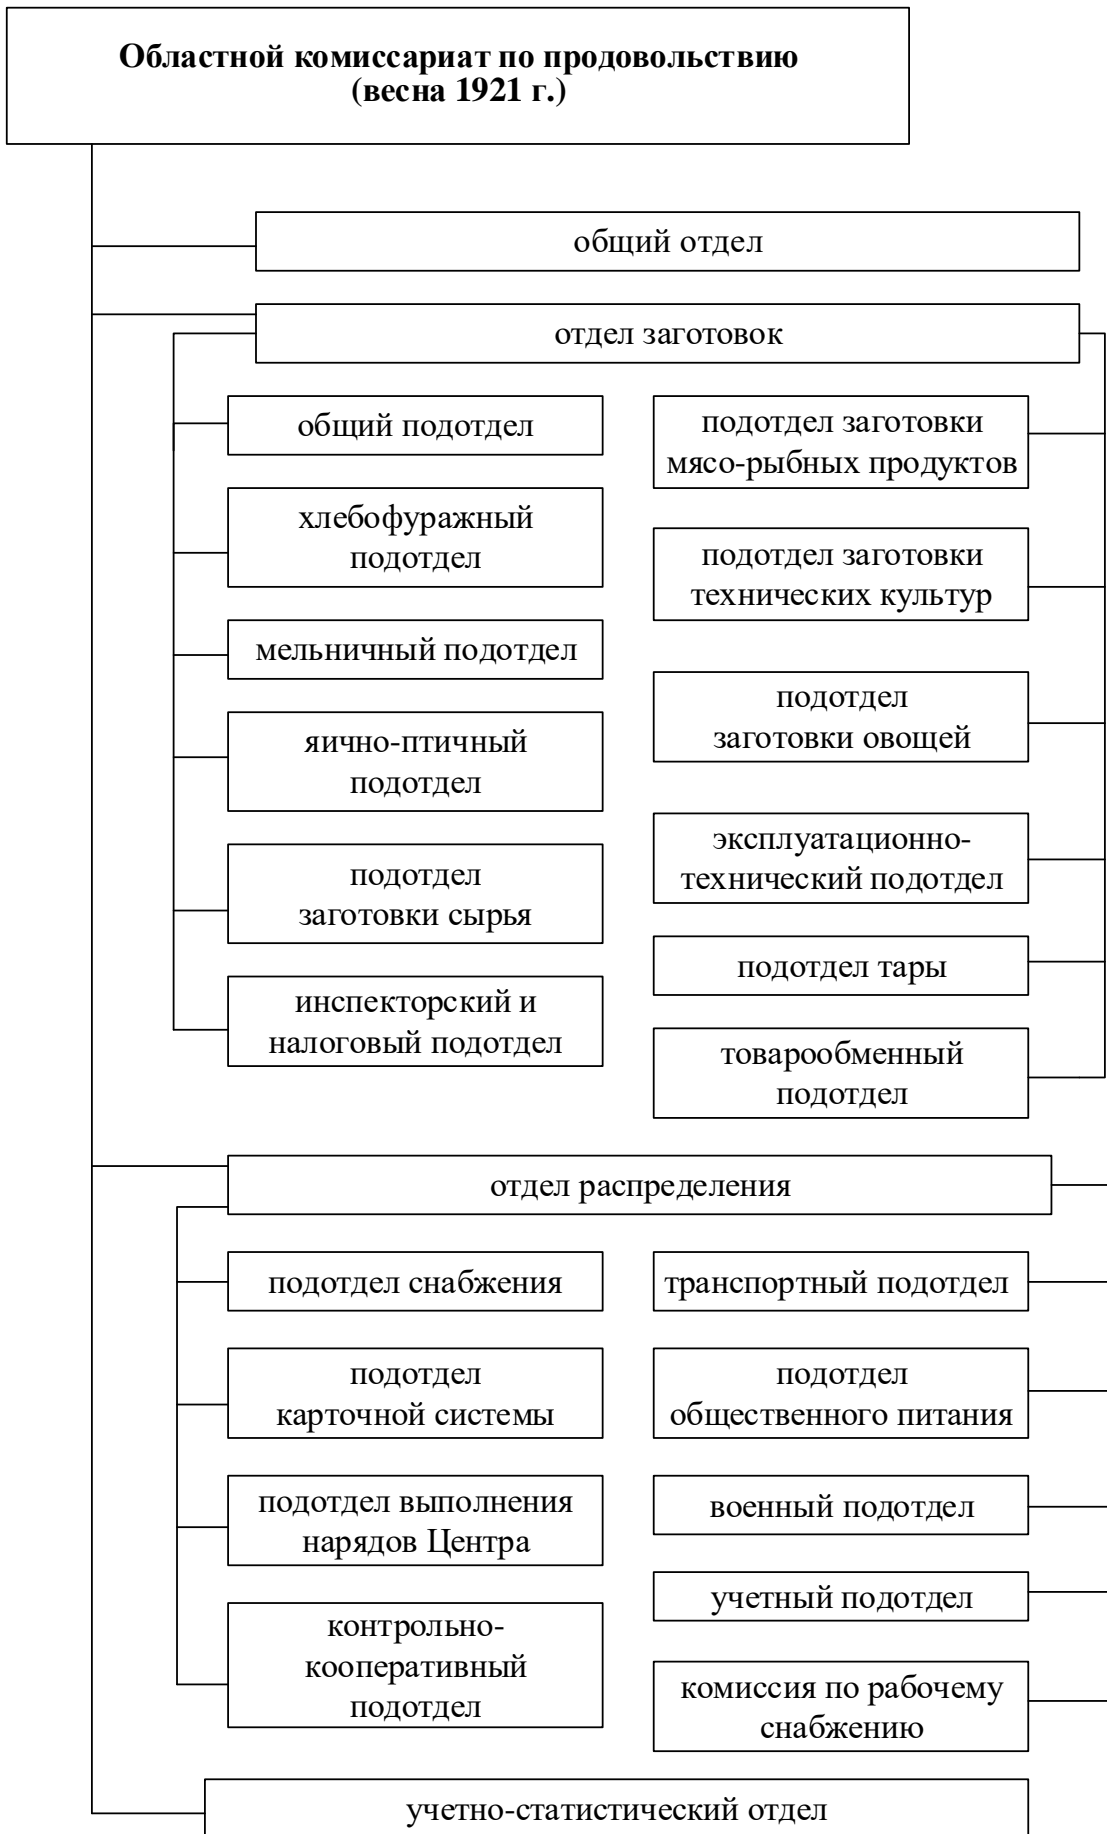 Областной комиссариат по продовольствию
(весна 1921 г.)
общий отдел
отдел заготовок
общий подотдел
хлебофуражный
подотдел
мельничный подотдел
яично-птичный
подотдел
подотдел
заготовки сырья
инспекторский и
налоговый подотдел
подотдел заготовки
мясо-рыбных продуктов
подотдел заготовки
технических культур
подотдел
заготовки овощей
эксплуатационно-
технический подотдел
подотдел тары
товарообменный
подотдел
отдел распределения
подотдел снабжения
подотдел
карточной системы
подотдел выполнения
нарядов Центра
контрольно-
кооперативный
подотдел
транспортный подотдел
подотдел
общественного питания
военный подотдел
учетный подотдел
комиссия по рабочему
снабжению
учетно-статистический отдел